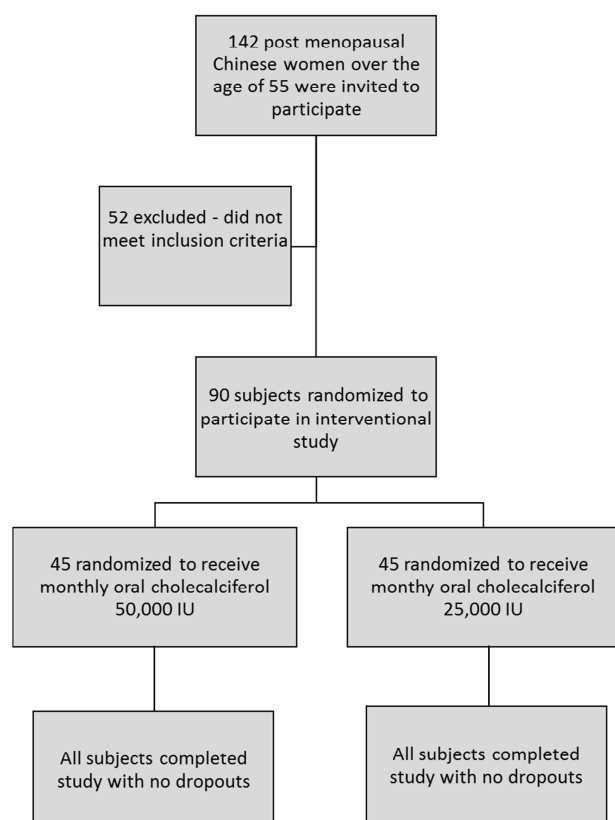 142 post menopausal
Chinese women over the
age of 55 were invited to
participate
52 excluded - did not
meet inclusion criteria
90 subjects randomized to
participate in interventional
study
45 randomized to receive
monthly oral cholecalciferol
50,000 IU
45 randomized to receive
monthy oral cholecalciferol
25,000 IU
All subjects completed
study with no dropouts
All subjects completed
study with no dropouts